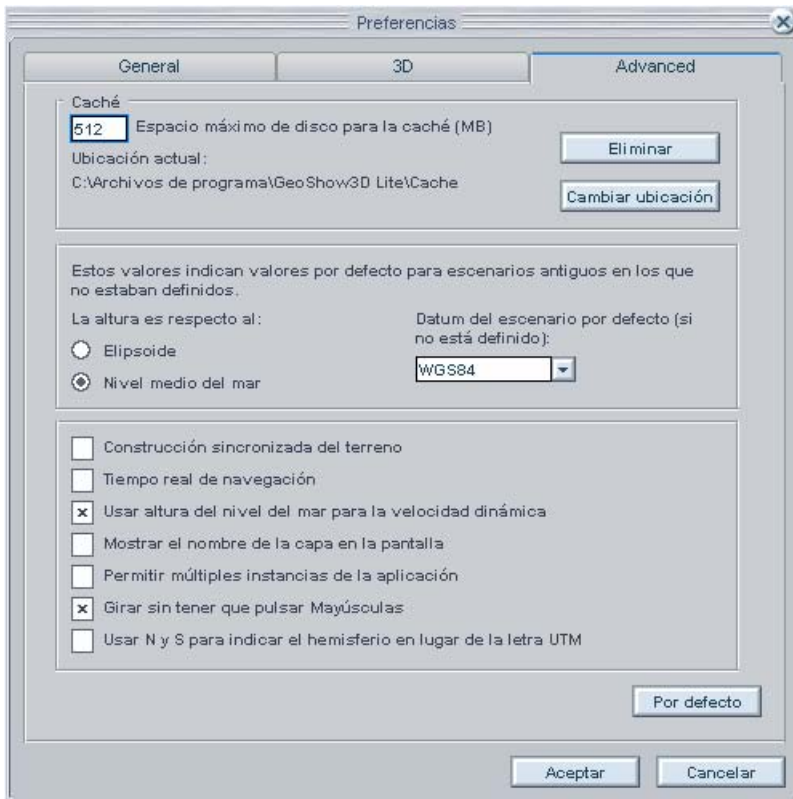 Preferencias
General
3D
Advanced
Caché
512 Espacio máximo de disco para la caché (MB)
Eliminar
Ubicación actual:
C:\Archivos de programa\GeoShow3D Lite\Cache
Cambiar ubicación
Estos valores indican valores por defecto para escenarios antiguos en los que
no estaban definidos.
La altura es respecto al:
Elipsoide
Nivel medio del mar
Datum del escenario por defecto (si
no está definido):
WGS84
Construcción sincronizada del terreno
Tiempo real de navegación
Usar altura del nivel del mar para la velocidad dinámica
Mostrar el nombre de la capa en la pantalla
Permitir múltiples instancias de la aplicación
Girar sin tener que pulsar Mayúsculas
Usar N y S para indicar el hemisferio en lugar de la letra UTM
Por defecto
Aceptar
Cancelar